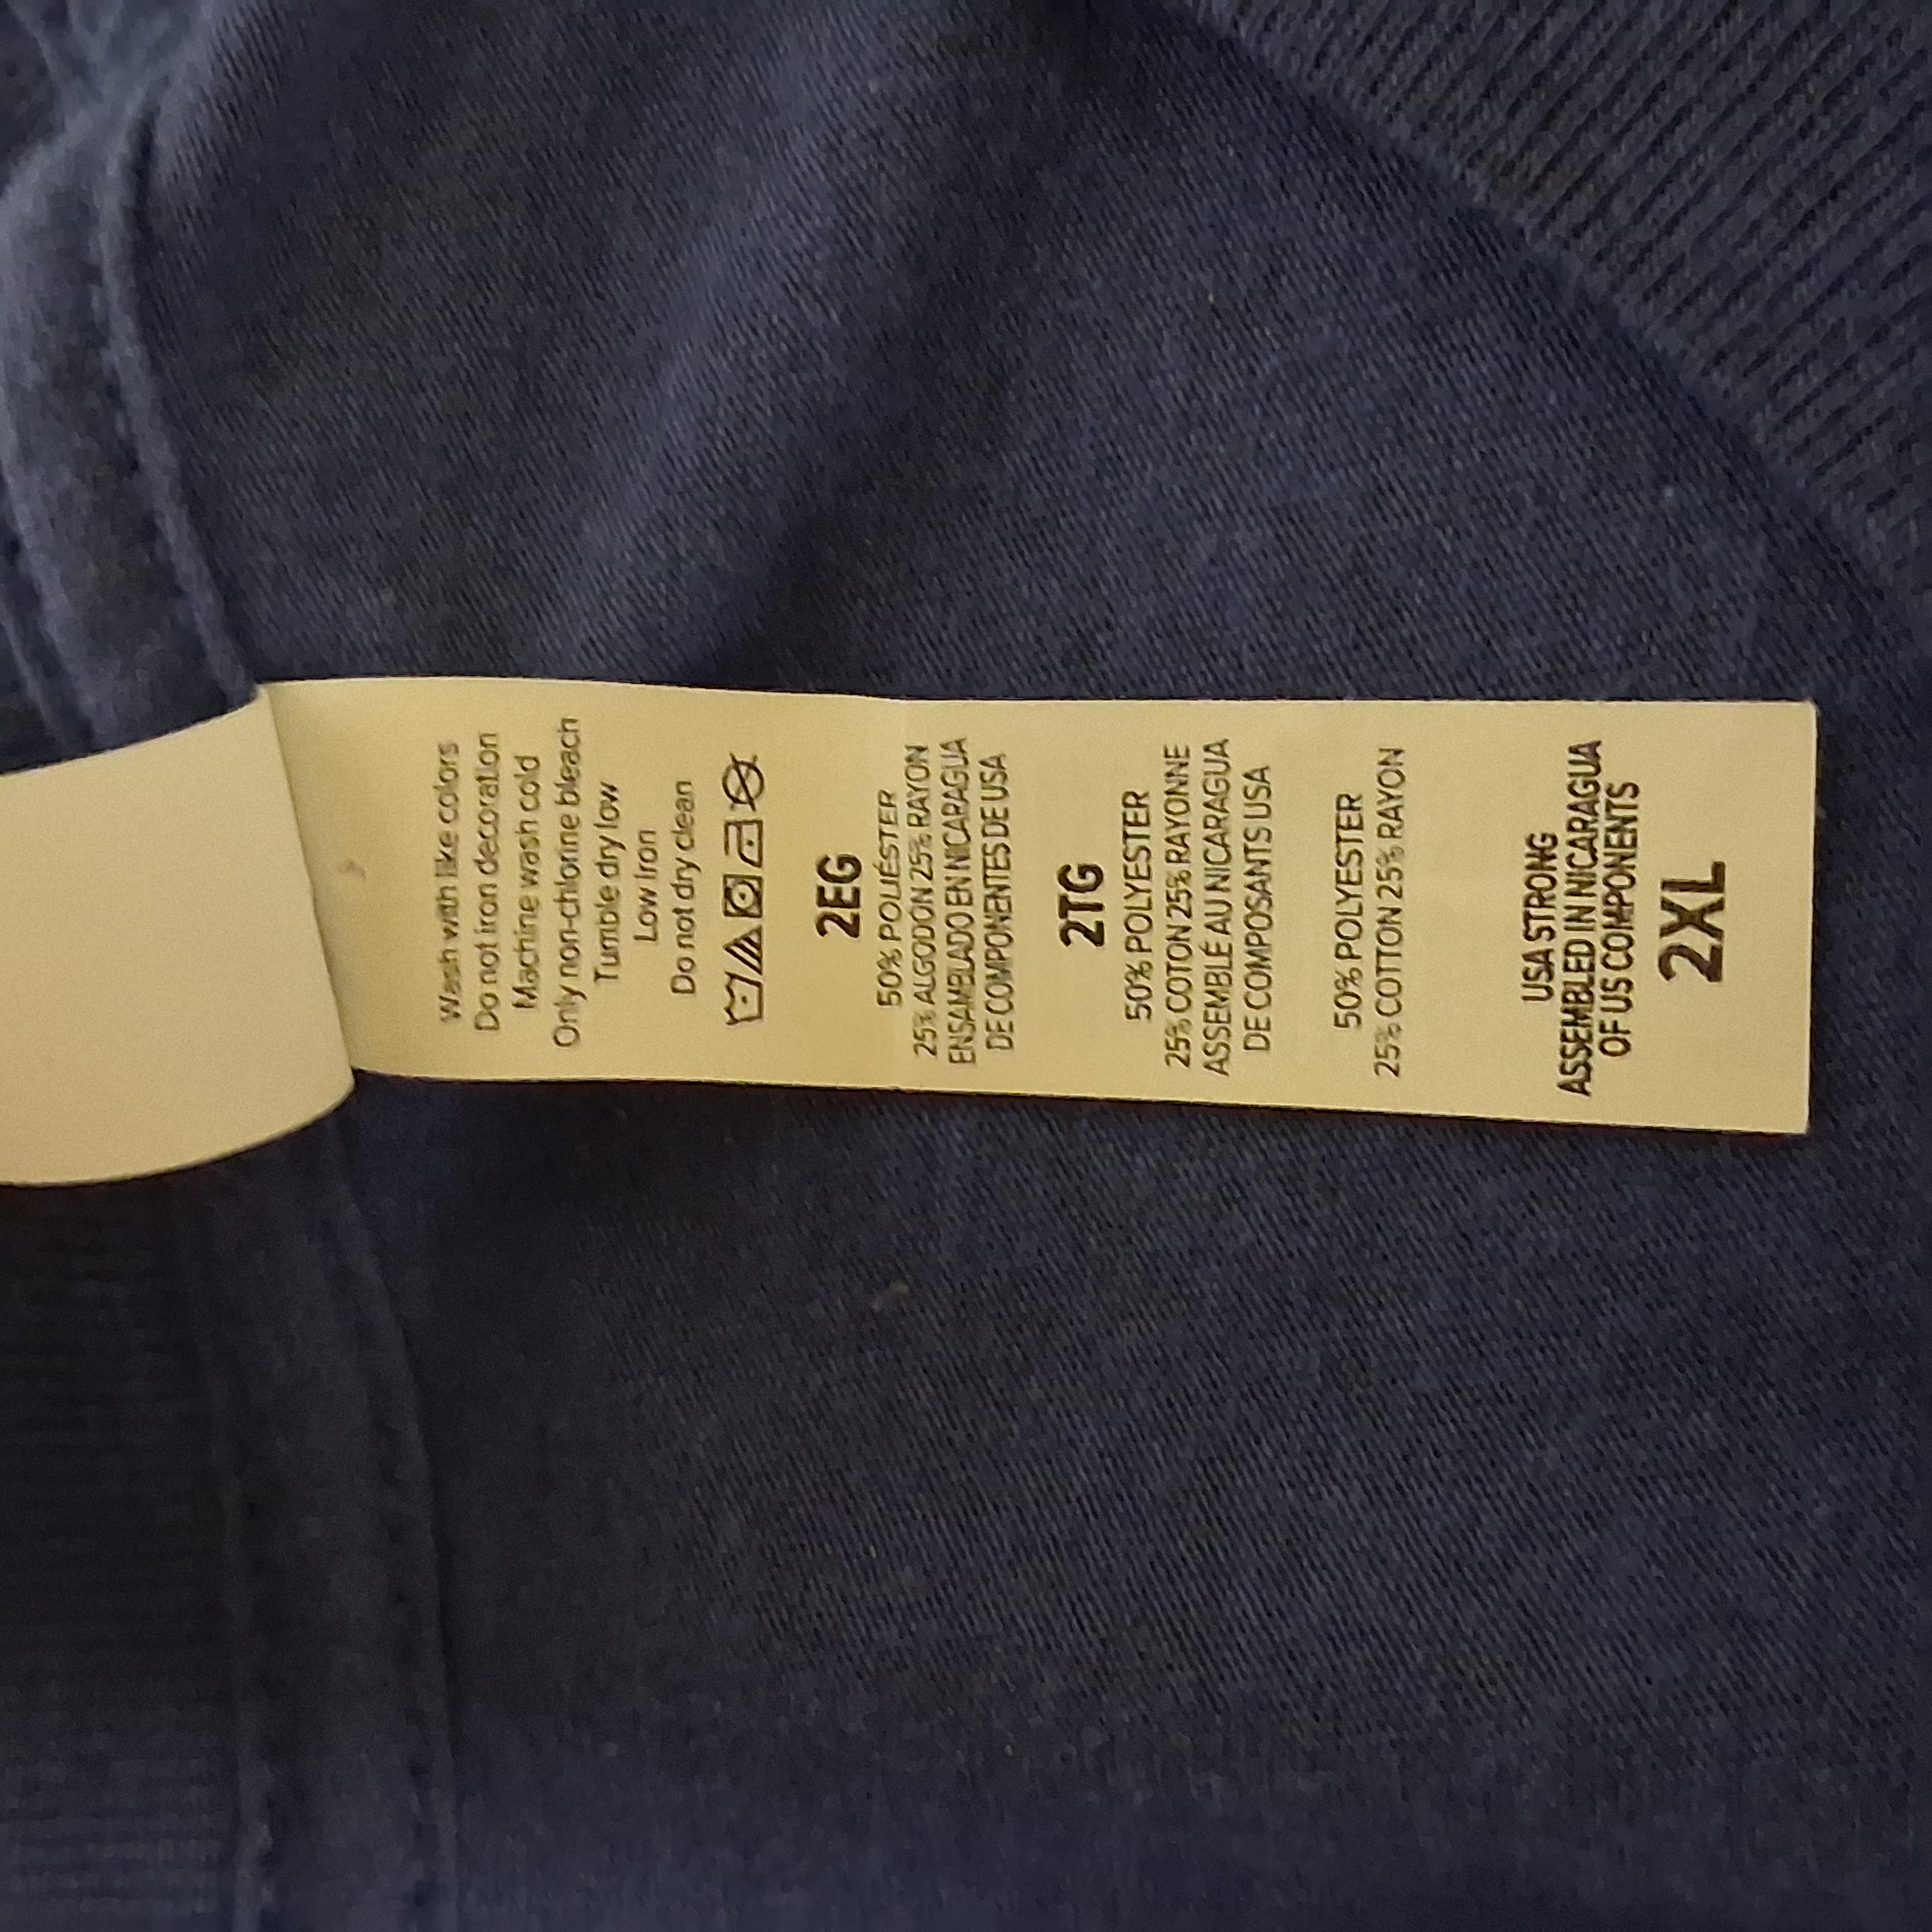 Wash with like colors
Do not iron decoration
Machine wash cold
Only non-chlorine bleach
Tumble dry low
Low Iron
Do not dry clean
2EG
50% POLIÉSTER
25% ALGODÓN 25% RAYON
ENSAMBLADO EN NICARAGUA
DE COMPONENTES DE USA
2TG
50% POLYESTER
25% COTON 25% RAYONNE
ASSEMBLÉ AU NICARAGUA
DE COMPOSANTS USA
50% POLYESTER
25% COTTON 25% RAYON
USA STRONG
ASSEMBLED IN NICARAGUA
OF US COMPONENTS
2XL